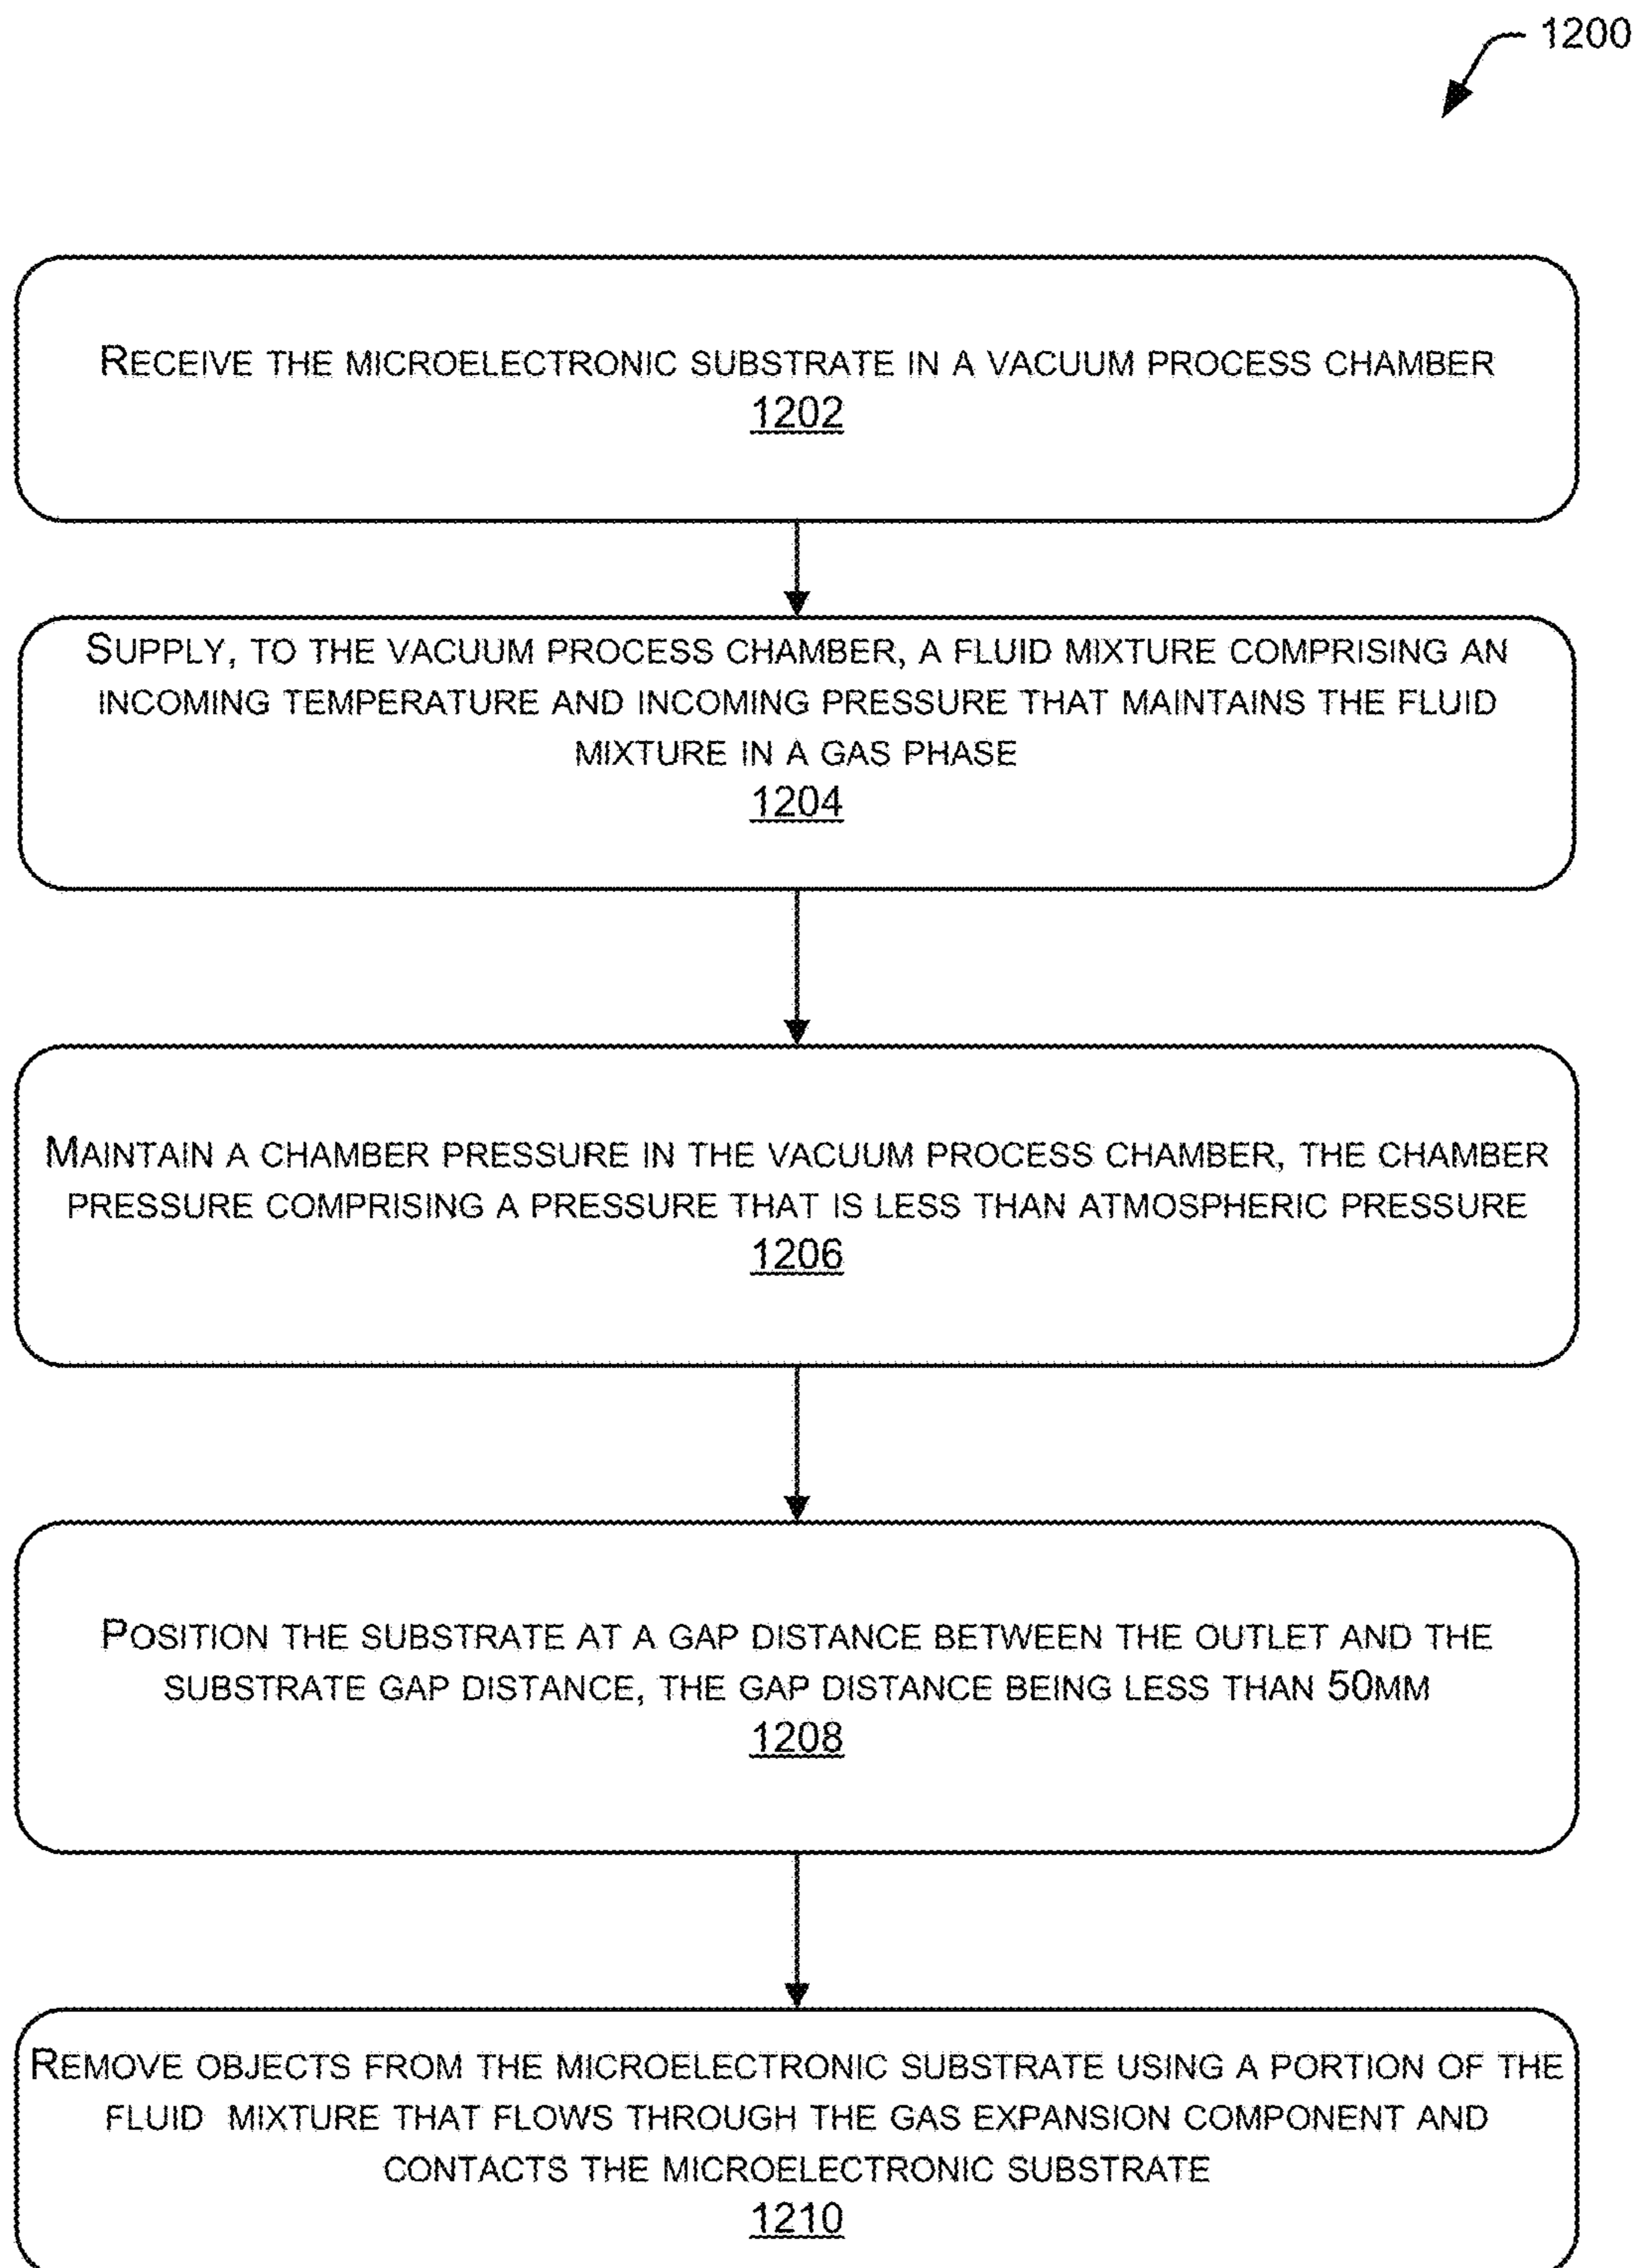 1200
RECEIVE THE MICROELECTRONIC SUBSTRATE IN A VACUUM PROCESS CHAMBER
1202
SUPPLY, TO THE VACUUM PROCESS CHAMBER, A FLUID MIXTURE COMPRISING AN
INCOMING TEMPERATURE AND INCOMING PRESSURE THAT MAINTAINS THE FLUID
MIXTURE IN A GAS PHASE
1204
MAINTAIN A CHAMBER PRESSURE IN THE VACUUM PROCESS CHAMBER, THE CHAMBER
PRESSURE COMPRISING A PRESSURE THAT IS LESS THAN ATMOSPHERIC PRESSURE
1206
POSITION THE SUBSTRATE AT A GAP DISTANCE BETWEEN THE OUTLET AND THE
SUBSTRATE GAP DISTANCE, THE GAP DISTANCE BEING LESS THAN 50MM
1208
REMOVE OBJECTS FROM THE MICROELECTRONIC SUBSTRATE USING A PORTION OF THE
FLUID MIXTURE THAT FLOWS THROUGH THE GAS EXPANSION COMPONENT AND
CONTACTS THE MICROELECTRONIC SUBSTRATE
1210